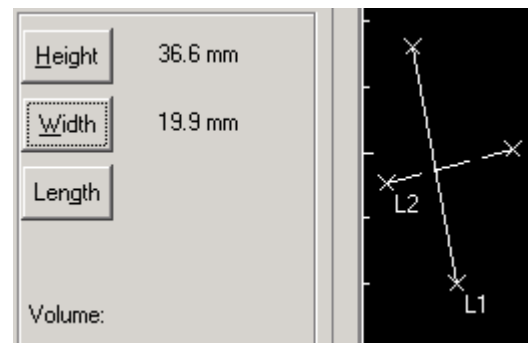 Height 36.6 mm
Width 19.9 mm
Length
L2
L1
Volume: